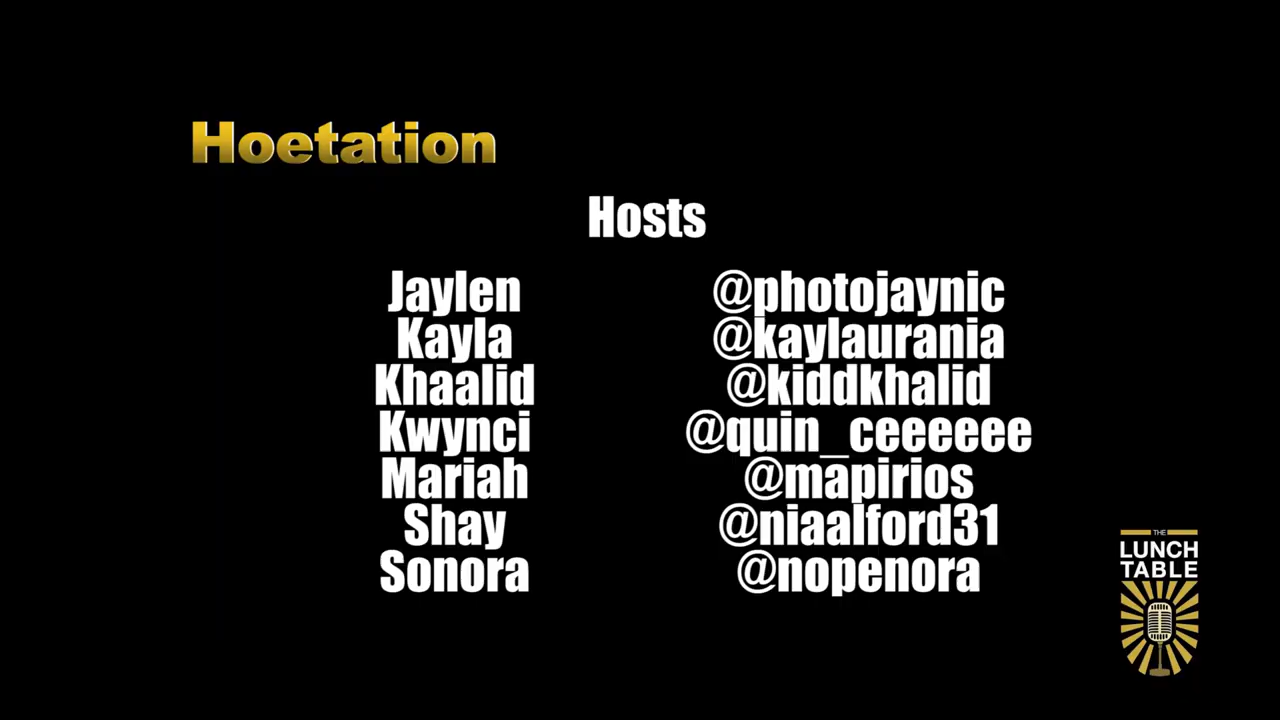 Hoetation
Hosts
Jaylen @photojaynic
Kayla @kaylaurania
Khaalid @kiddkhalid
Kwynci @quin_ceeeeee
Mariah @mapirios
Shay @niaalford31
Sonora @nopenora
THE
LUNCH
TABLE